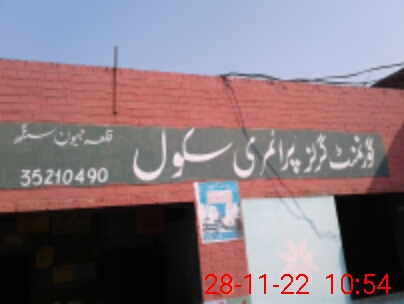 گورنمنٹ گرلز پرائمری سکول
قلعہ جیون سنگھ
35210490
28-11-22 10:54